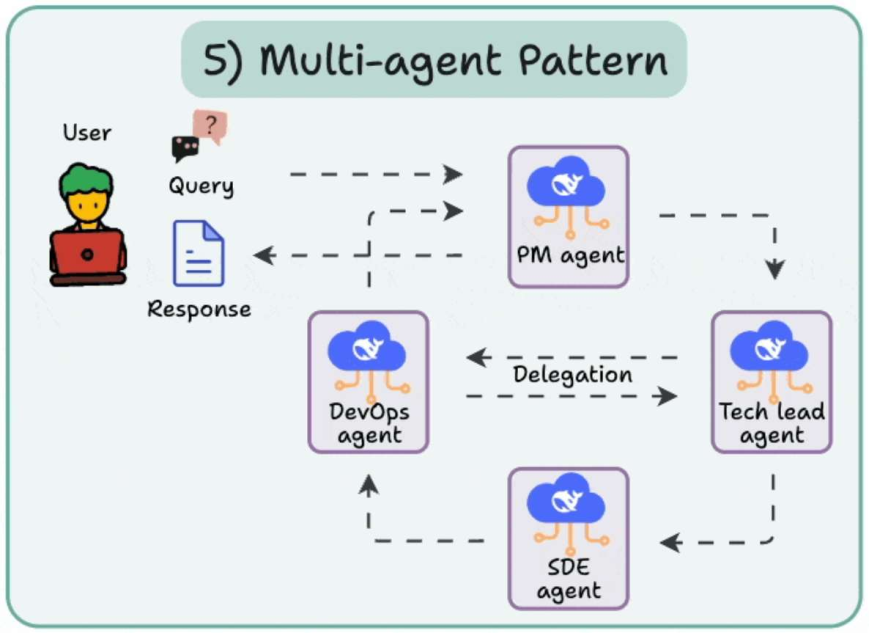 5) Multi-agent Pattern
User
?
Query
Response
PM agent
DevOps
agent
Delegation
Tech lead
agent
SDE
agent